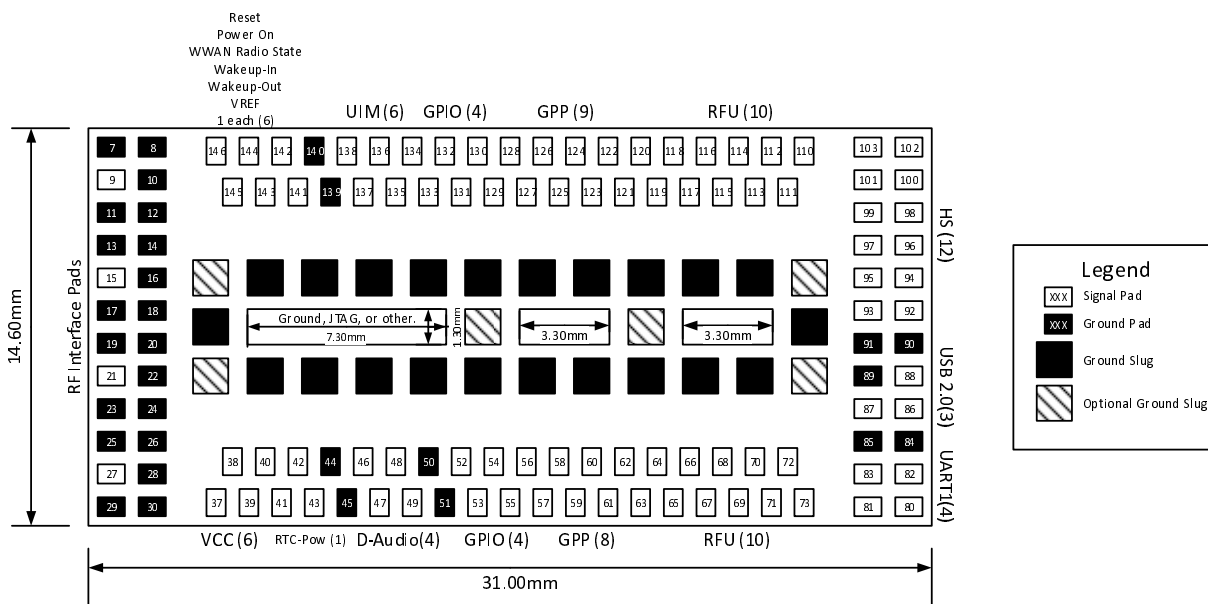 Reset
Power On
WWAN Radio State
Wakeup-In
Wakeup-Out
VREF
1 each (6)
UIM (6) GPIO (4) GPP (9) RFU (10)
7 8 146 144 142 140 138 136 134 132 130 128 126 124 122 120 118 116 114 112 110 103 102
9 10 145 143 141 139 137 135 133 131 129 127 125 123 121 119 117 115 113 111 101 100
11 12 99 98
13 14 97 96
15 16 95 94
17 18 93 92
19 20 91 90
21 22 89 88
23 24 87 86
25 26 38 40 42 44 46 48 50 52 54 56 58 60 62 64 66 68 70 72 85 84
27 28 83 82
29 30 37 39 41 43 45 47 49 51 53 55 57 59 61 63 65 67 69 71 73 81 80
Ground, JTAG, or other.
7.30mm
1.30mm
3.30mm
3.30mm
14.60mm
RF Interface Pads
HS (12)
USB 2.0(3)
UART1(4)
VCC (6) RTC-Pow (1) D-Audio(4) GPIO (4) GPP (8) RFU (10)
31.00mm
Legend
xxx Signal Pad
xxx Ground Pad
Ground Slug
Optional Ground Slug